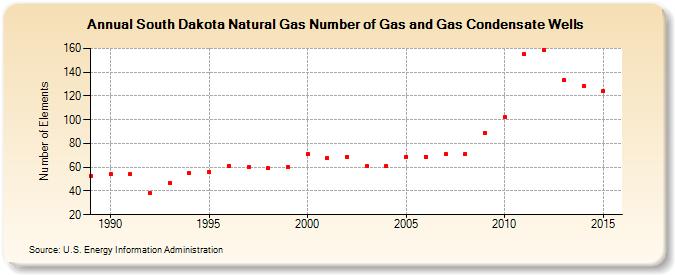 Annual South Dakota Natural Gas Number of Gas and Gas Condensate Wells
Number of Elements
160
140
120
100
80
60
40
20
1990 1995 2000 2005 2010 2015
Source: U.S. Energy Information Administration